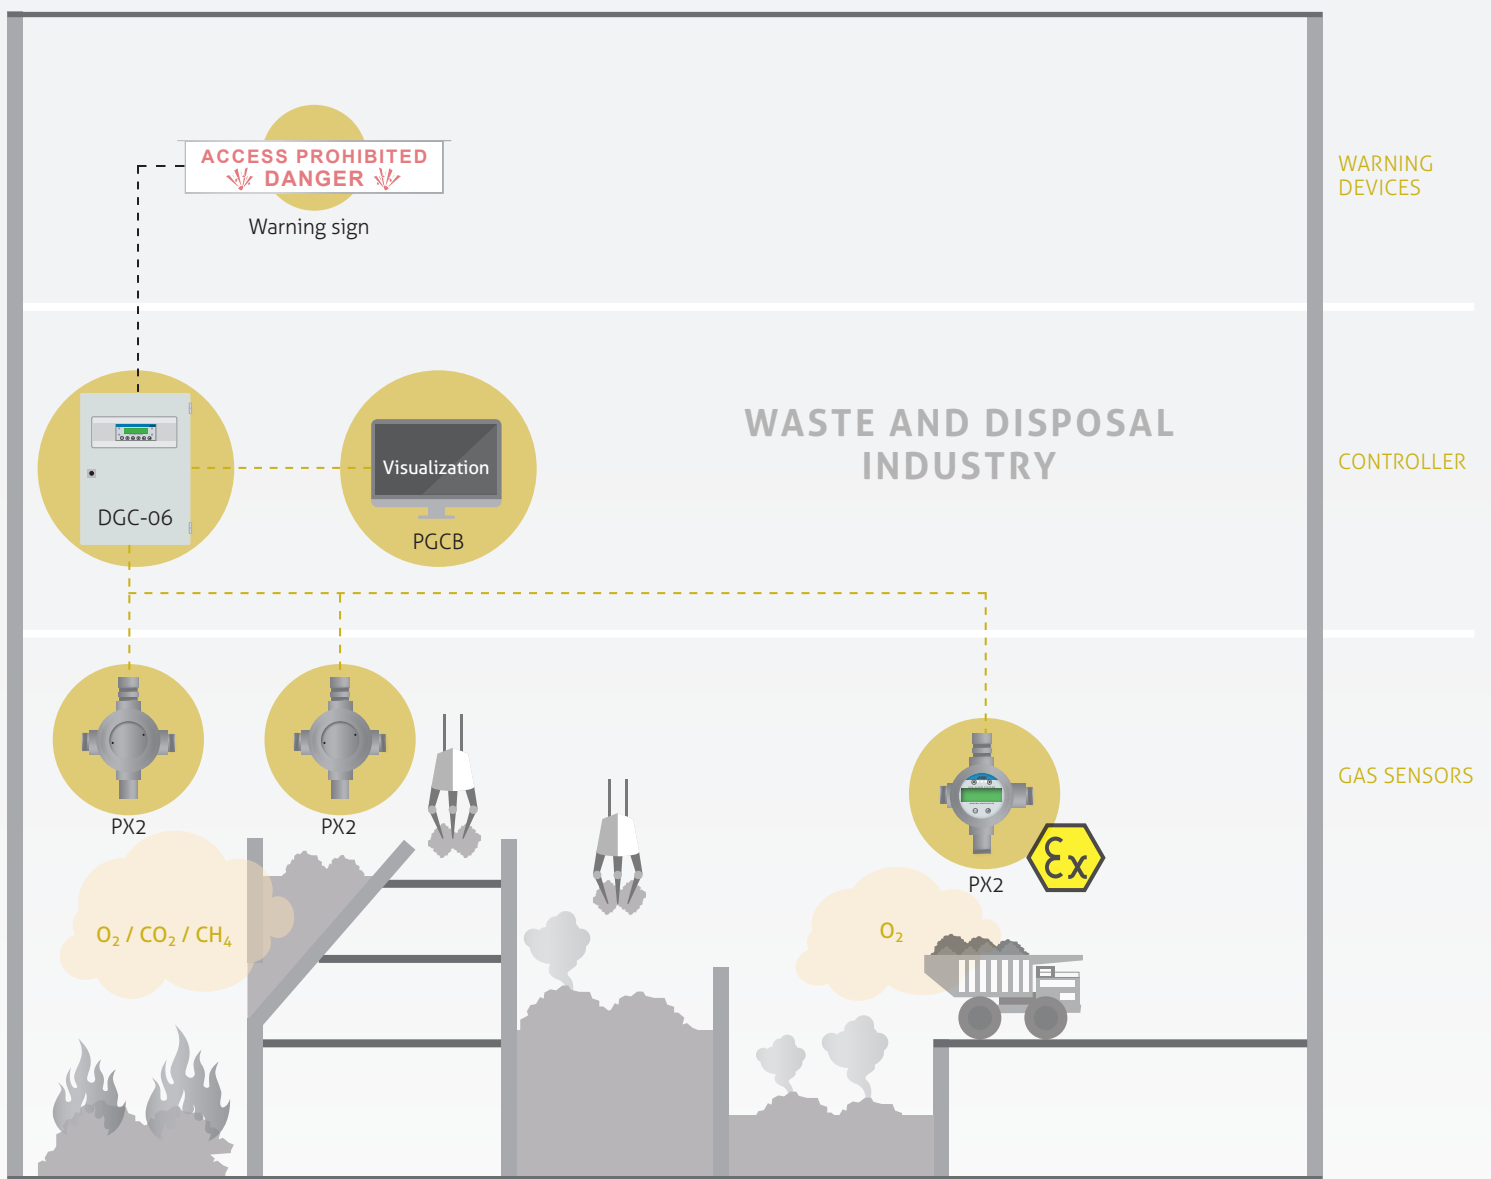 ACCESS PROHIBITED
DANGER
Warning sign
WARNING
DEVICES
WASTE AND DISPOSAL
INDUSTRY
CONTROLLER
Visualization
DGC-06
PGCB
GAS SENSORS
PX2
PX2
PX2
Ex
O₂ / CO₂ / CH₄
O₂